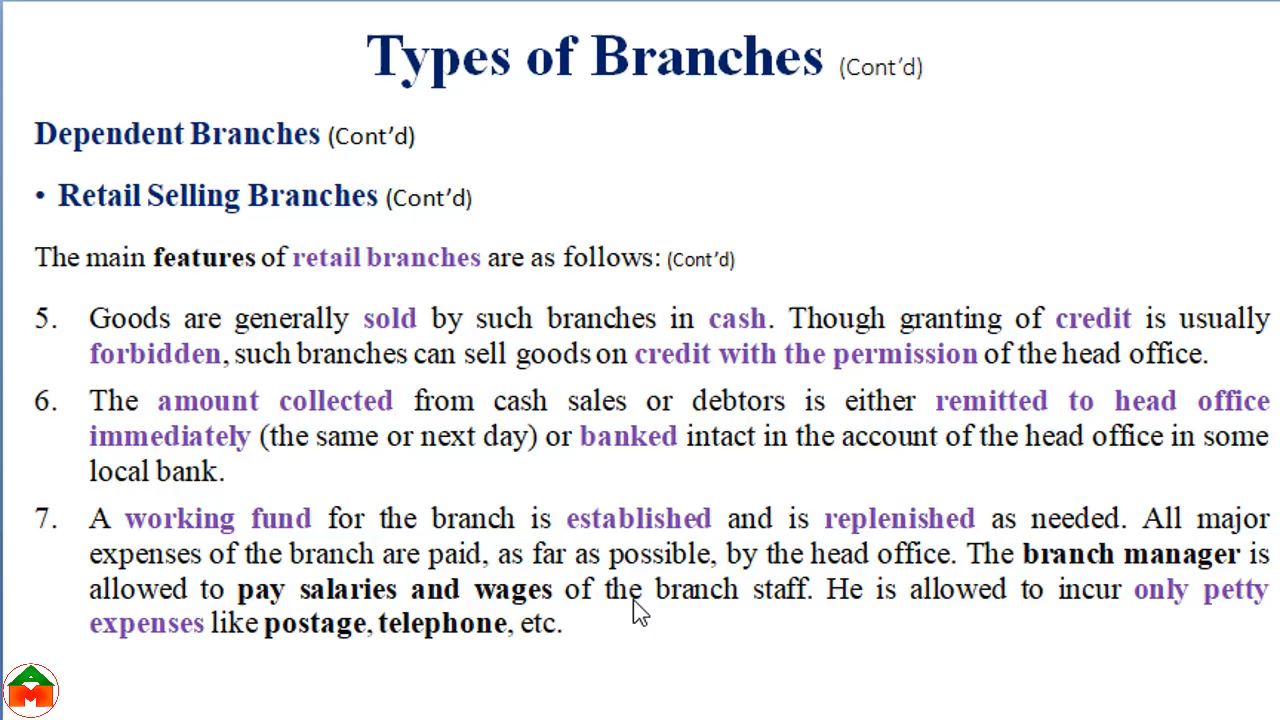 Types of Branches (Cont'd)
Dependent Branches (Cont'd)
• Retail Selling Branches (Cont'd)
The main features of retail branches are as follows: (Cont'd)
5. Goods are generally sold by such branches in cash. Though granting of credit is usually
forbidden, such branches can sell goods on credit with the permission of the head office.
6. The amount collected from cash sales or debtors is either remitted to head office
immediately (the same or next day) or banked intact in the account of the head office in some
local bank.
7. A working fund for the branch is established and is replenished as needed. All major
expenses of the branch are paid, as far as possible, by the head office. The branch manager is
allowed to pay salaries and wages of the branch staff. He is allowed to incur only petty
expenses like postage, telephone, etc.